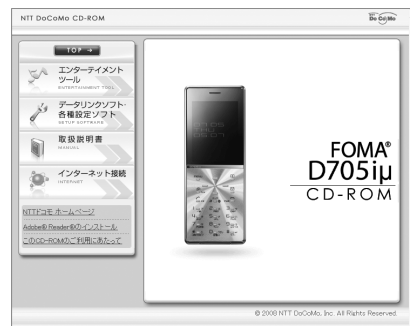 NTT DoCoMo CD-ROM
NTT DoCoMo
TOP →
エンターテイメント
ツール
ENTERTAINMENT TOOL
データリンクソフト・
各種設定ソフト
SETUP SOFTWARE
取扱説明書
MANUAL
インターネット接続
INTERNET
NTTドコモ ホームページ
Adobe® Reader®のインストール
このCD-ROMのご利用にあたって
FOMA®
D705iμ
CD-ROM
© 2008 NTT DoCoMo, Inc. All Rights Reserved.